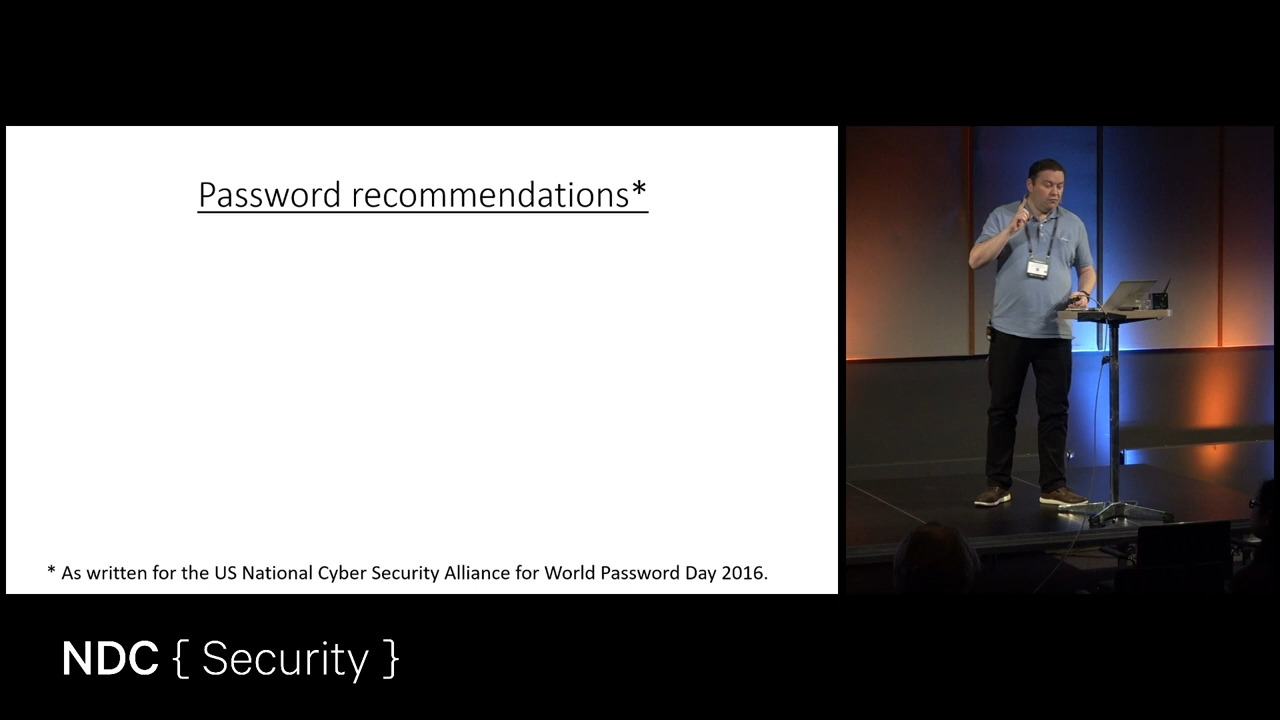 Password recommendations*
* As written for the US National Cyber Security Alliance for World Password Day 2016.
NDC { Security }